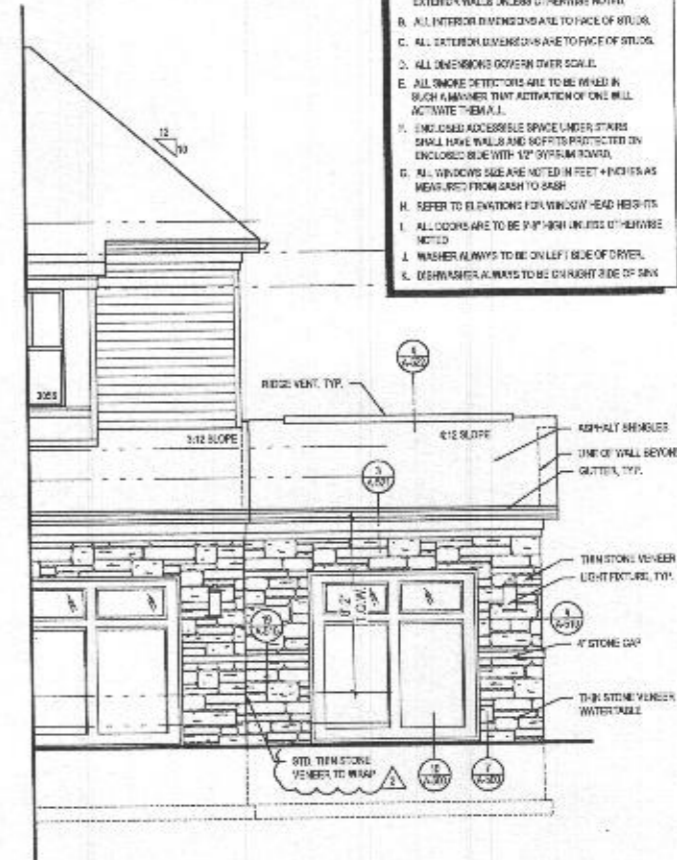 EXTERIOR WALLS UNLESS OTHERWISE NOTED.
B. ALL INTERIOR DIMENSIONS ARE TO FACE OF STUDS.
C. ALL EXTERIOR DIMENSIONS ARE TO FACE OF STUDS.
D. ALL DIMENSIONS GOVERN OVER SCALE.
E. ALL SMOKE DETECTORS ARE TO BE WIRED IN
SUCH A MANNER THAT ACTIVATION OF ONE WILL
ACTIVATE THEM ALL.
F. ENCLOSED ACCESSIBLE SPACE UNDER STAIRS
SHALL HAVE WALLS AND SOFFITS PROTECTED ON
ENCLOSED SIDE WITH 1/2" GYPSUM BOARD.
G. ALL WINDOWS SIZE ARE NOTED IN FEET + INCHES AS
MEASURED FROM SASH TO SASH
H. REFER TO ELEVATIONS FOR WINDOW HEAD HEIGHTS
I. ALL DOORS ARE TO BE HIGH UNLESS OTHERWISE
NOTED
J. WASHER ALWAYS TO BE ON LEFT SIDE OF DRYER.
K. DISHWASHER ALWAYS TO BE ON RIGHT SIDE OF SINK
12
10
RIDGE VENT, TYP.
3:12 SLOPE
SLOPE
ASPHALT SHINGLES
LINE OF WALL BEYOND
GUTTER, TYP.
3
THIN STONE VENEER
LIGHT FIXTURE, TYP.
T.O.W.
4" STONE CAP
THIN STONE VENEER
WATERTABLE
STD. THIN STONE
VENEER TO WRAP
2